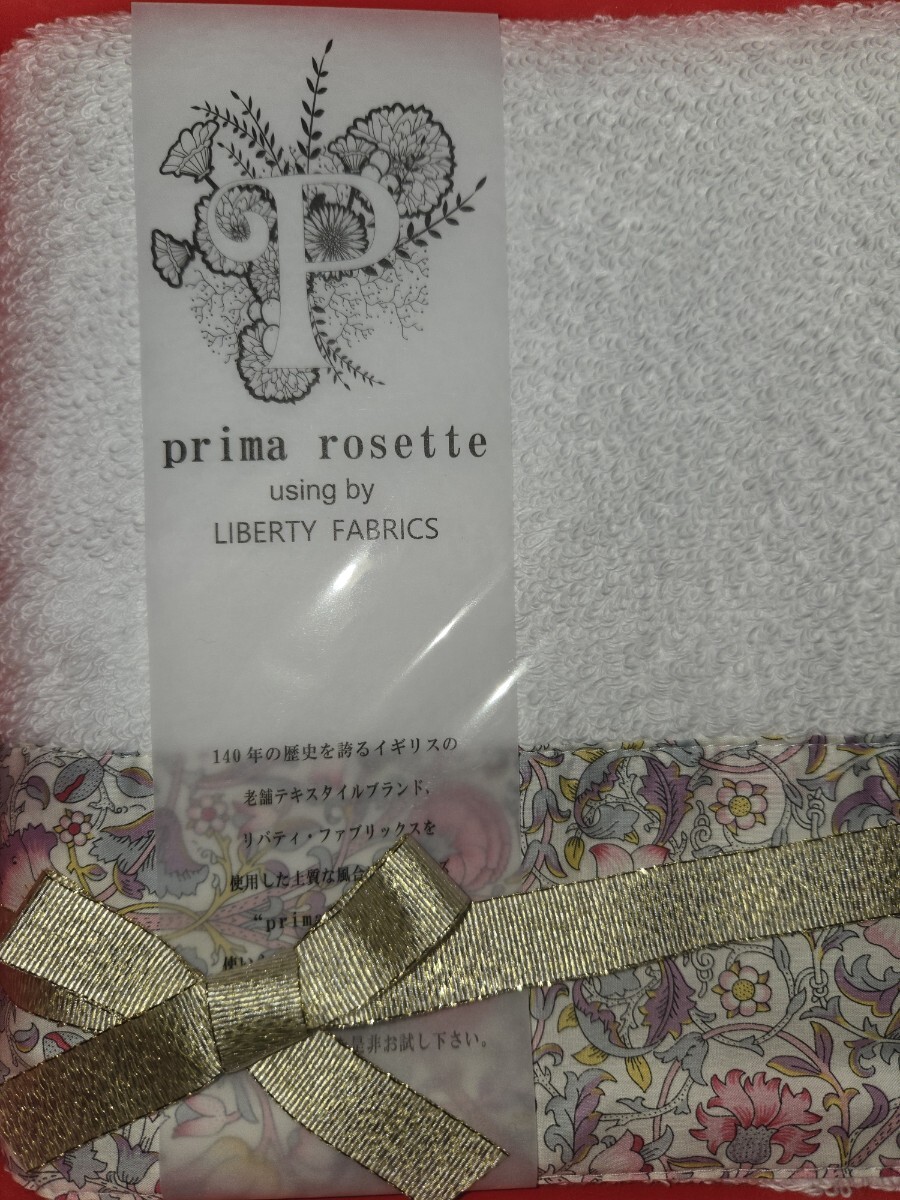 P
prima rosette
using by
LIBERTY FABRICS
140年の歴史を誇るイギリスの
老舗テキスタイルブランド,
リバティ・ファブリックスを
使用した上質な風合
“prima
使い
是非お試し下さい。